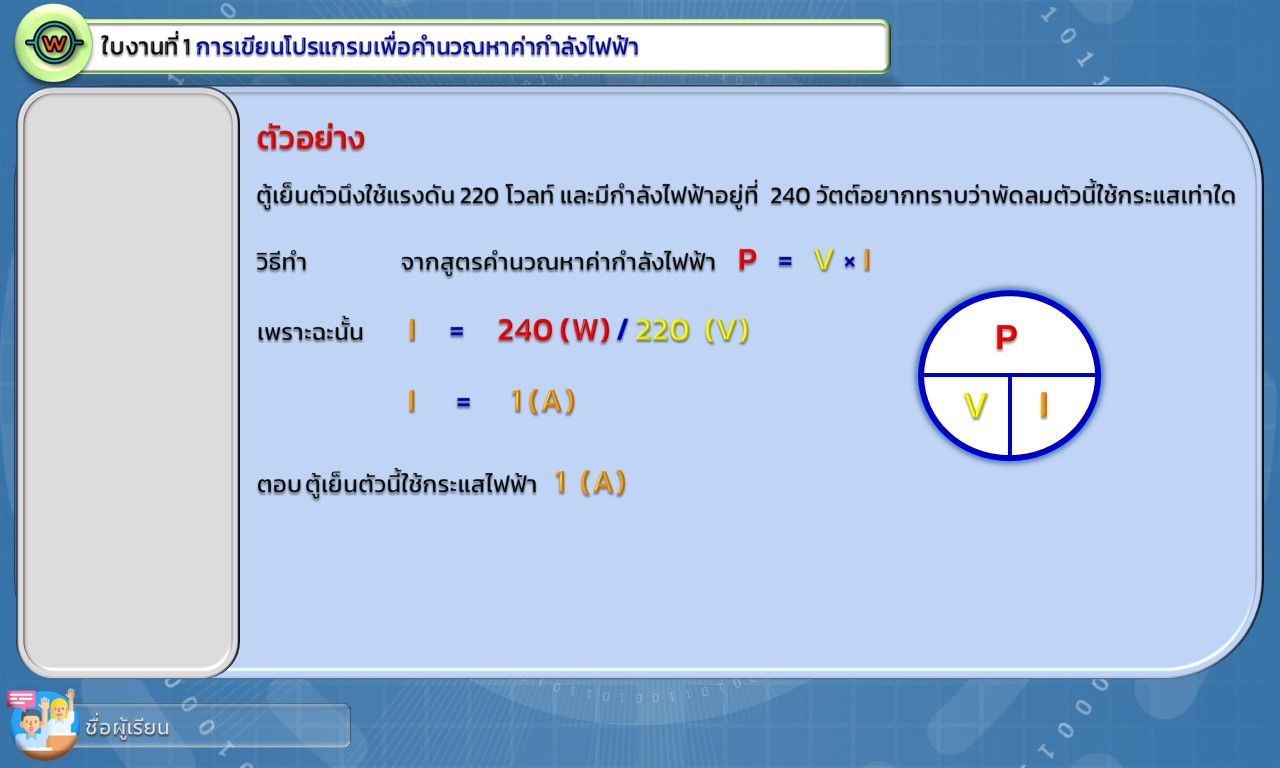 W
ใบงานที่ 1 การเขียนโปรแกรมเพื่อคำนวณหาค่ากำลังไฟฟ้า
ตัวอย่าง
ตู้เย็นตัวนึงใช้แรงดัน 220 โวลท์ และมีกำลังไฟฟ้าอยู่ที่ 240 วัตต์อยากทราบว่าพัดลมตัวนี้ใช้กระแสเท่าใด
วิธีทำ จากสูตรคำนวณหาค่ากำลังไฟฟ้า P = V × I
เพราะฉะนั้น I = 240 (W) / 220 (V)
I = 1 (A)
P
V I
ตอบ ตู้เย็นตัวนี้ใช้กระแสไฟฟ้า 1 (A)
ชื่อผู้เรียน